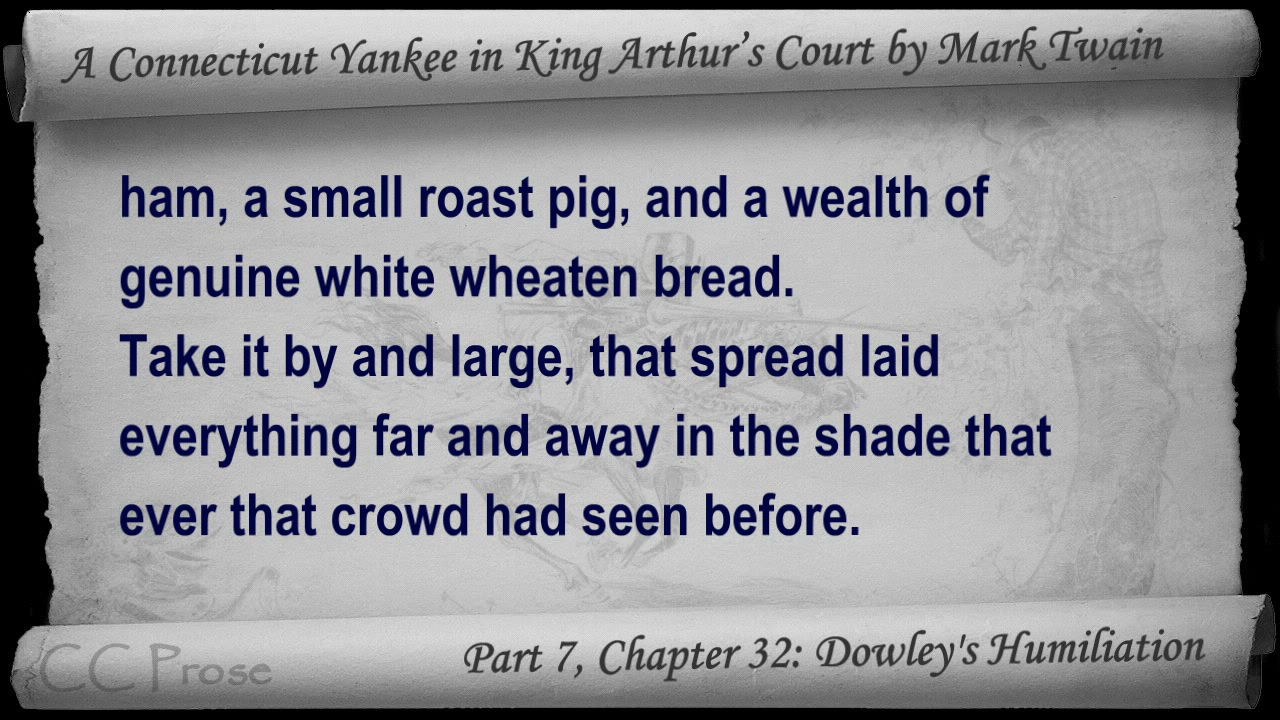 A Connecticut Yankee in King Arthur's Court by Mark Twain
ham, a small roast pig, and a wealth of
genuine white wheaten bread.
Take it by and large, that spread laid
everything far and away in the shade that
ever that crowd had seen before.
CC Prose
Part 7, Chapter 32: Dowley's Humiliation